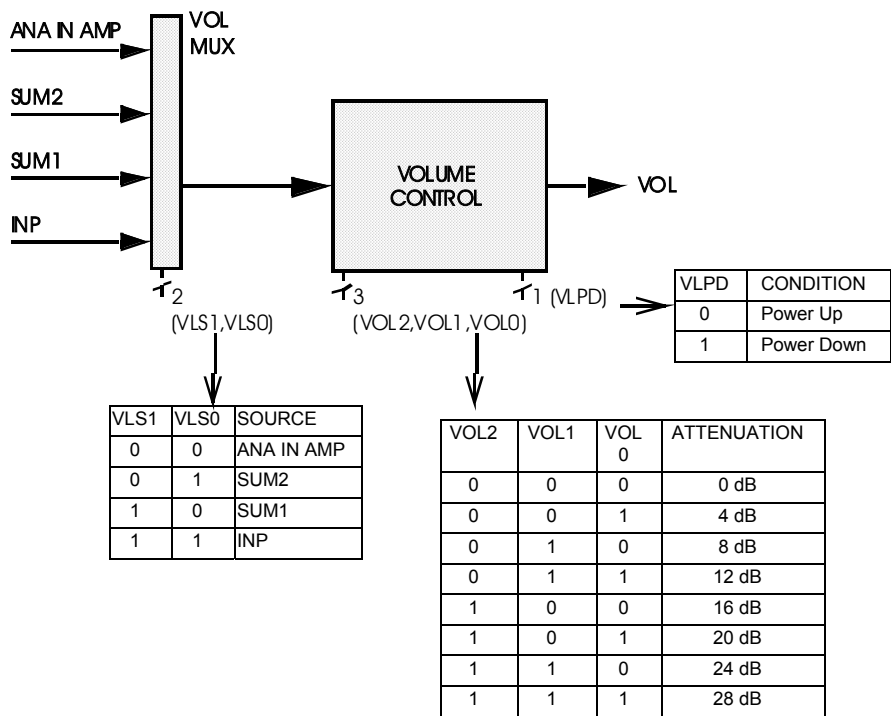 ANA IN AMP
VOL
MUX
SUM2
SUM1
INP
VOLUME
CONTROL
VOL
2
(VLS1,VLS0)
3
(VOL2,VOL1,VOL0)
1 (VLPD)
VLPD CONDITION
0 Power Up
1 Power Down
VLS1 VLS0 SOURCE
0 0 ANA IN AMP
0 1 SUM2
1 0 SUM1
1 1 INP
VOL2 VOL1 VOL ATTENUATION
0
0 0 0 0 dB
0 0 1 4 dB
0 1 0 8 dB
0 1 1 12 dB
1 0 0 16 dB
1 0 1 20 dB
1 1 0 24 dB
1 1 1 28 dB